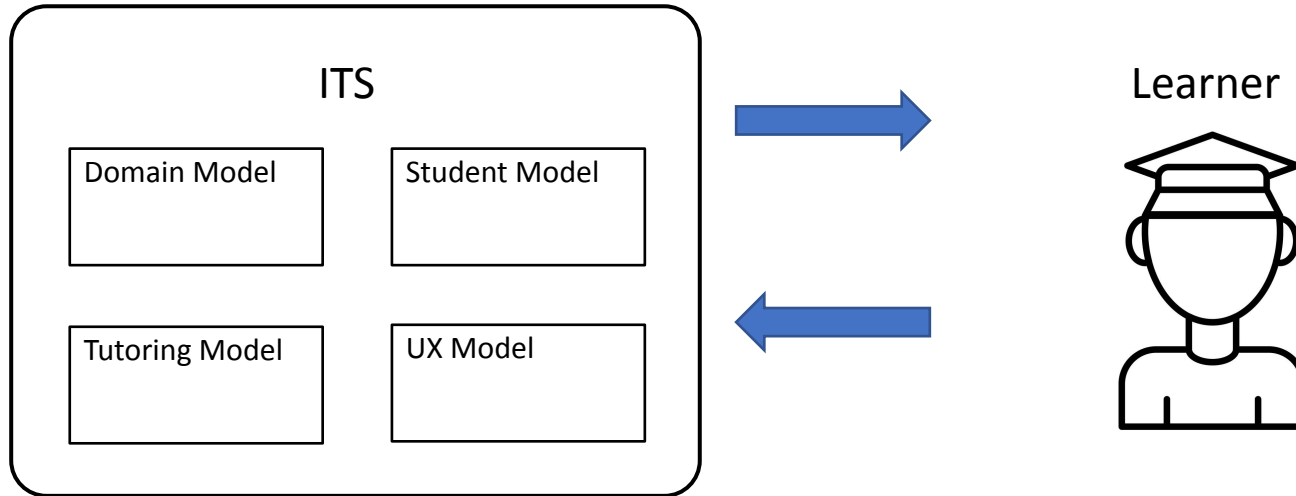 ITS
Learner
Domain Model
Student Model
Tutoring Model
UX Model